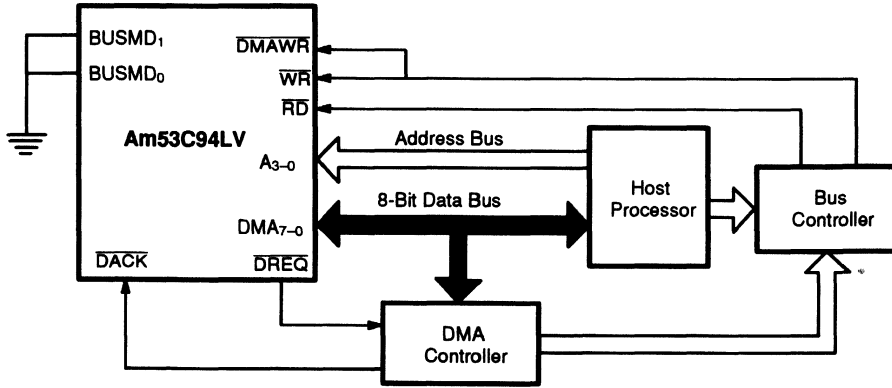 BUSMD₁
DMAWR
BUSMD₀
WR
RD
Am53C94LV
Address Bus
A₃₋₀
Host
Processor
Bus
Controller
8-Bit Data Bus
DMA₇₋₀
DACK
DREQ
DMA
Controller